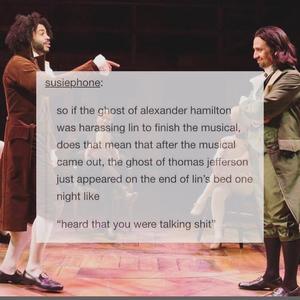 susiephone:
so if the ghost of alexander hamilton
was harassing lin to finish the musical,
does that mean that after the musical
came out, the ghost of thomas jefferson
just appeared on the end of lin's bed one
night like
“heard that you were talking shit”